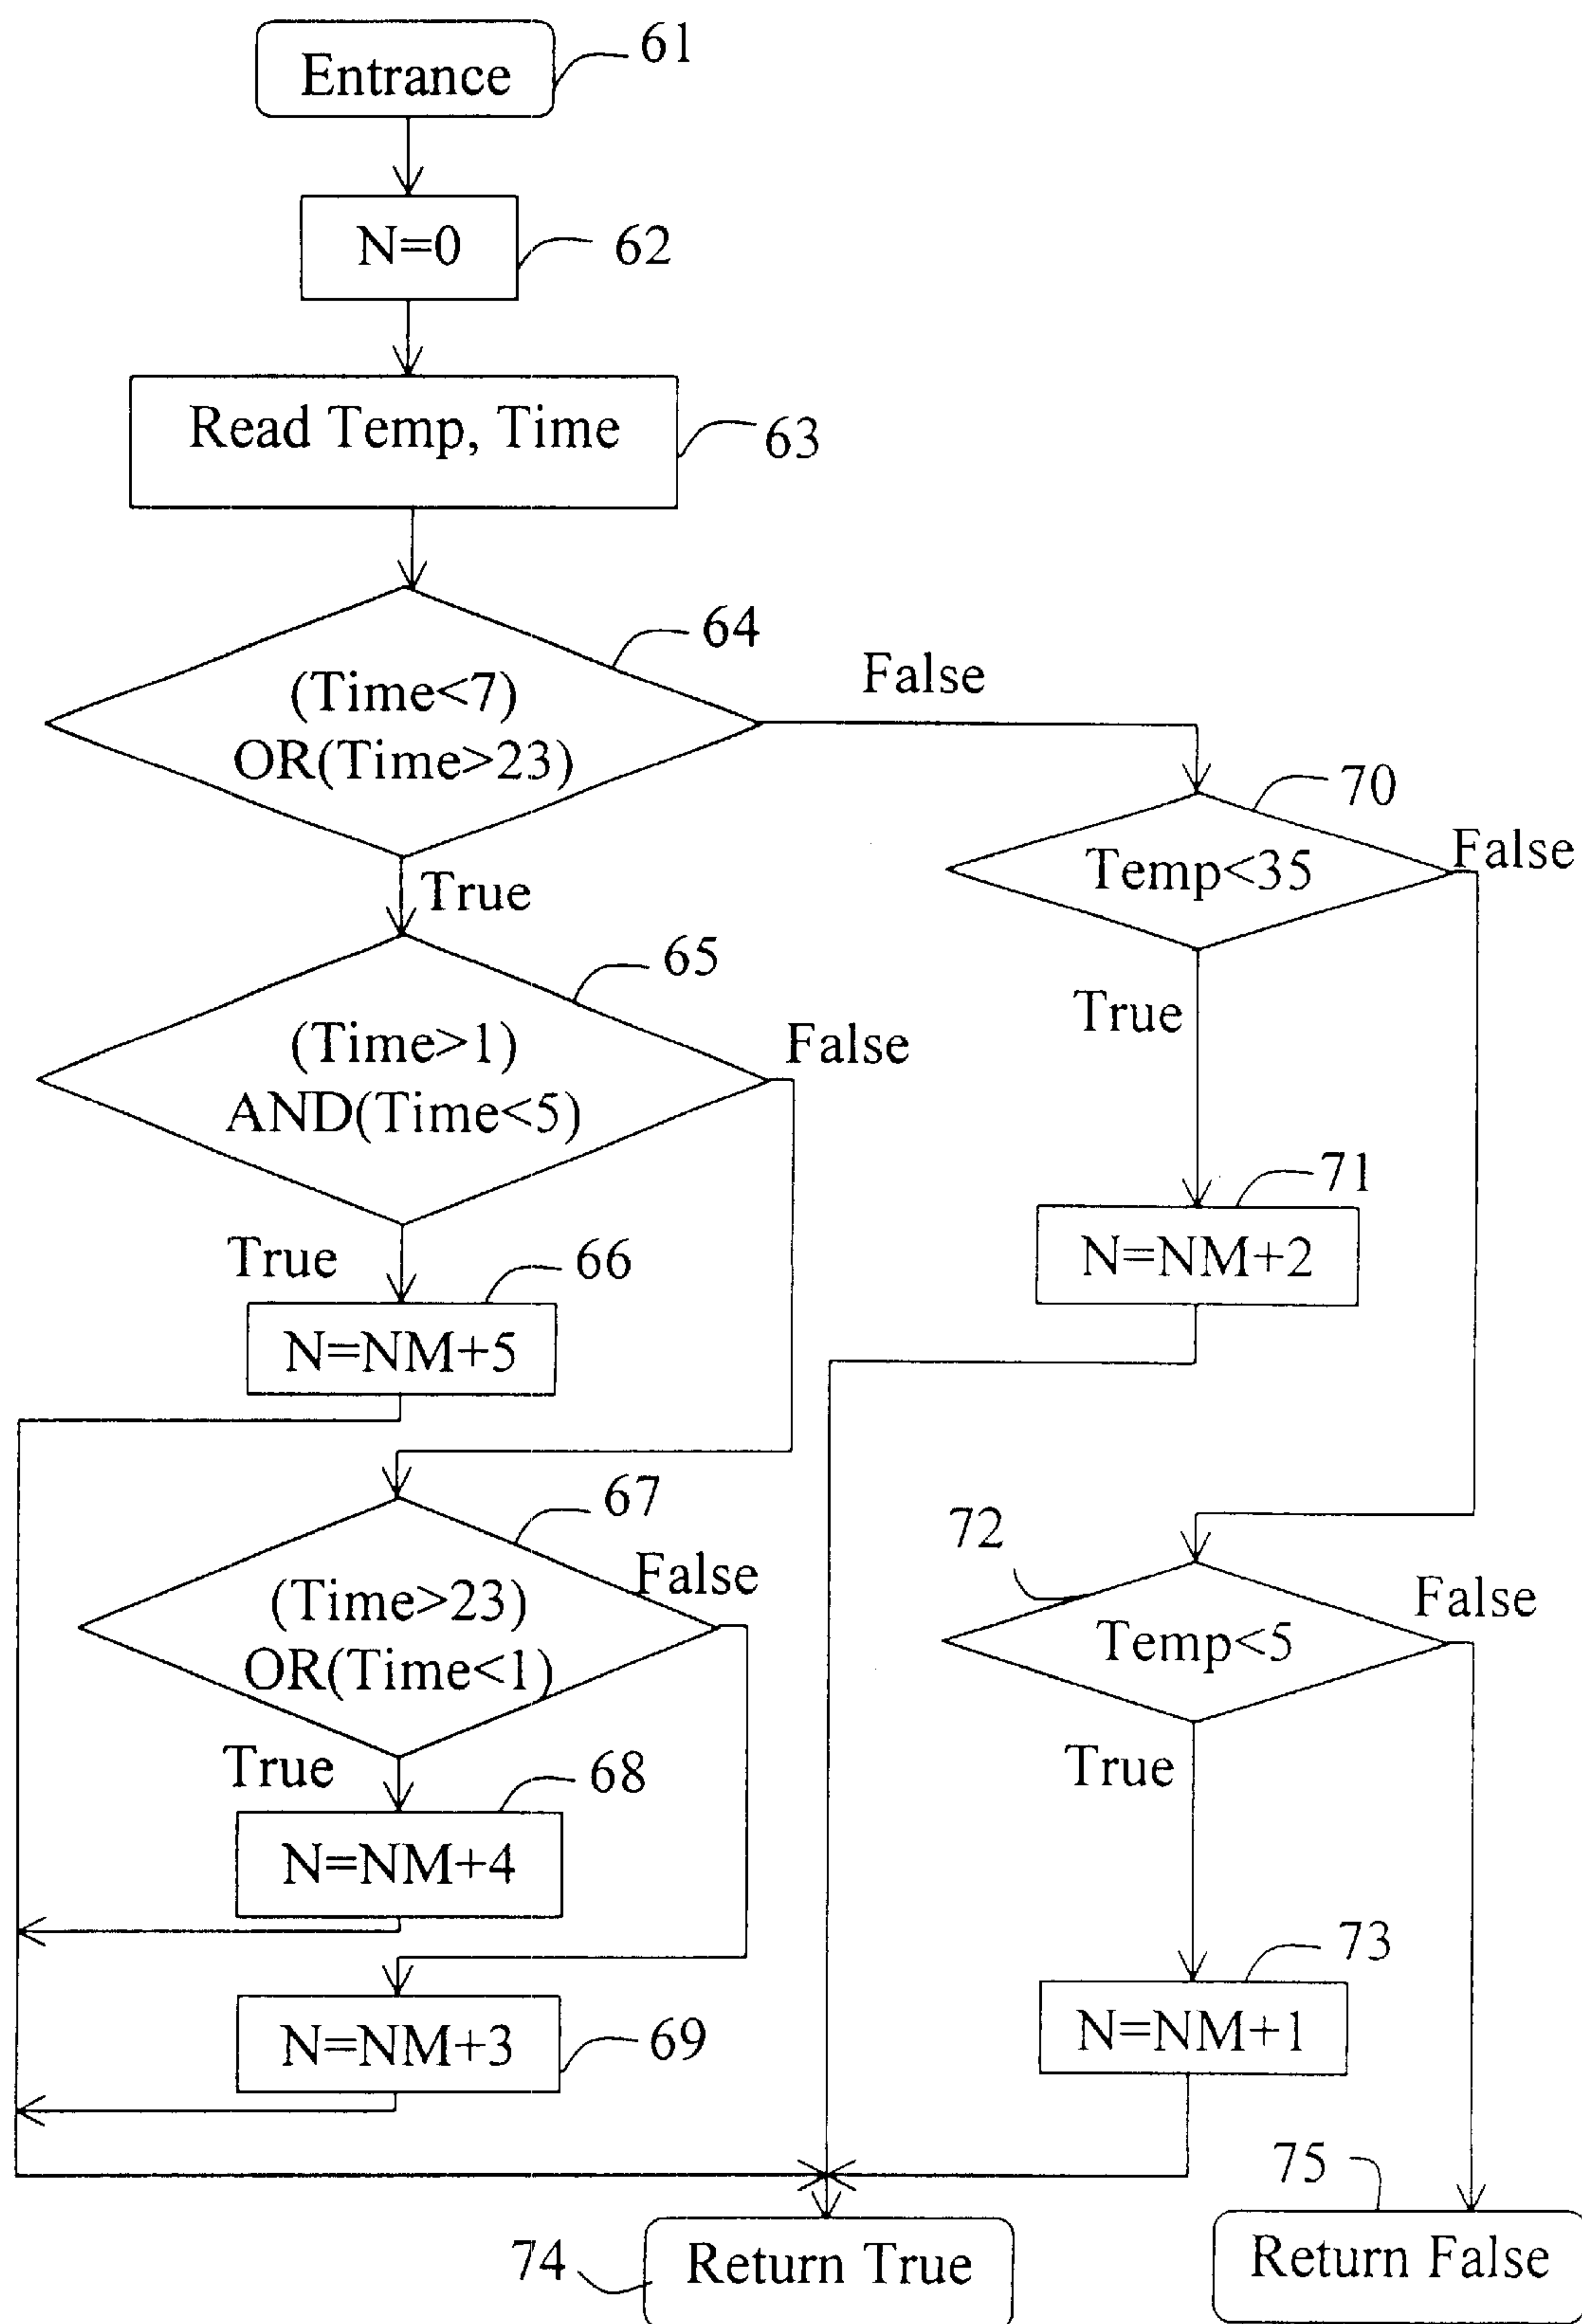 Entrance
61
N=0
62
Read Temp, Time
63
64
(Time<7)
OR(Time>23)
False
70
Temp<35
False
True
65
(Time>1)
AND(Time<5)
False
True
71
N=NM+2
True
66
N=NM+5
67
(Time>23)
OR(Time<1)
False
72
Temp<5
False
True
68
N=NM+4
True
73
N=NM+1
N=NM+3
69
74
Return True
75
Return False